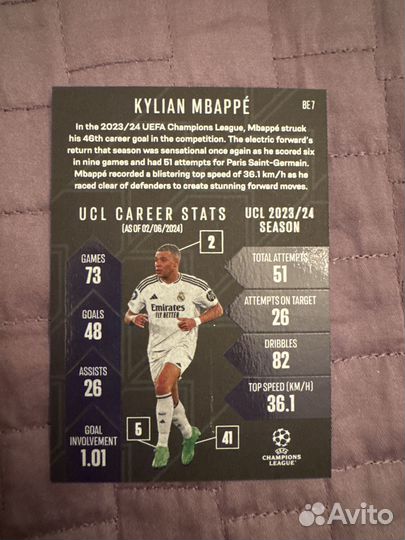 KYLIAN MBAPPÉ
BE 7
In the 2023/24 UEFA Champions League, Mbappé struck
his 46th career goal in the competition. The electric forward's
return that season was sensational once again as he scored six
in nine games and had 51 attempts for Paris Saint-Germain.
Mbappé recorded a blistering top speed of 36.1 km/h as he
raced clear of defenders to create stunning forward moves.
UCL CAREER STATS
(AS OF 02/06/2024)
UCL 2023/24
SEASON
2
GAMES
73
GOALS
48
ASSISTS
26
GOAL
INVOLVEMENT
1.01
Emirates
FLY BETTER
5
41
TOTAL ATTEMPTS
51
ATTEMPTS ON TARGET
26
DRIBBLES
82
TOP SPEED (KM/H)
36.1
UEFA
CHAMPIONS
LEAGUE
Avito